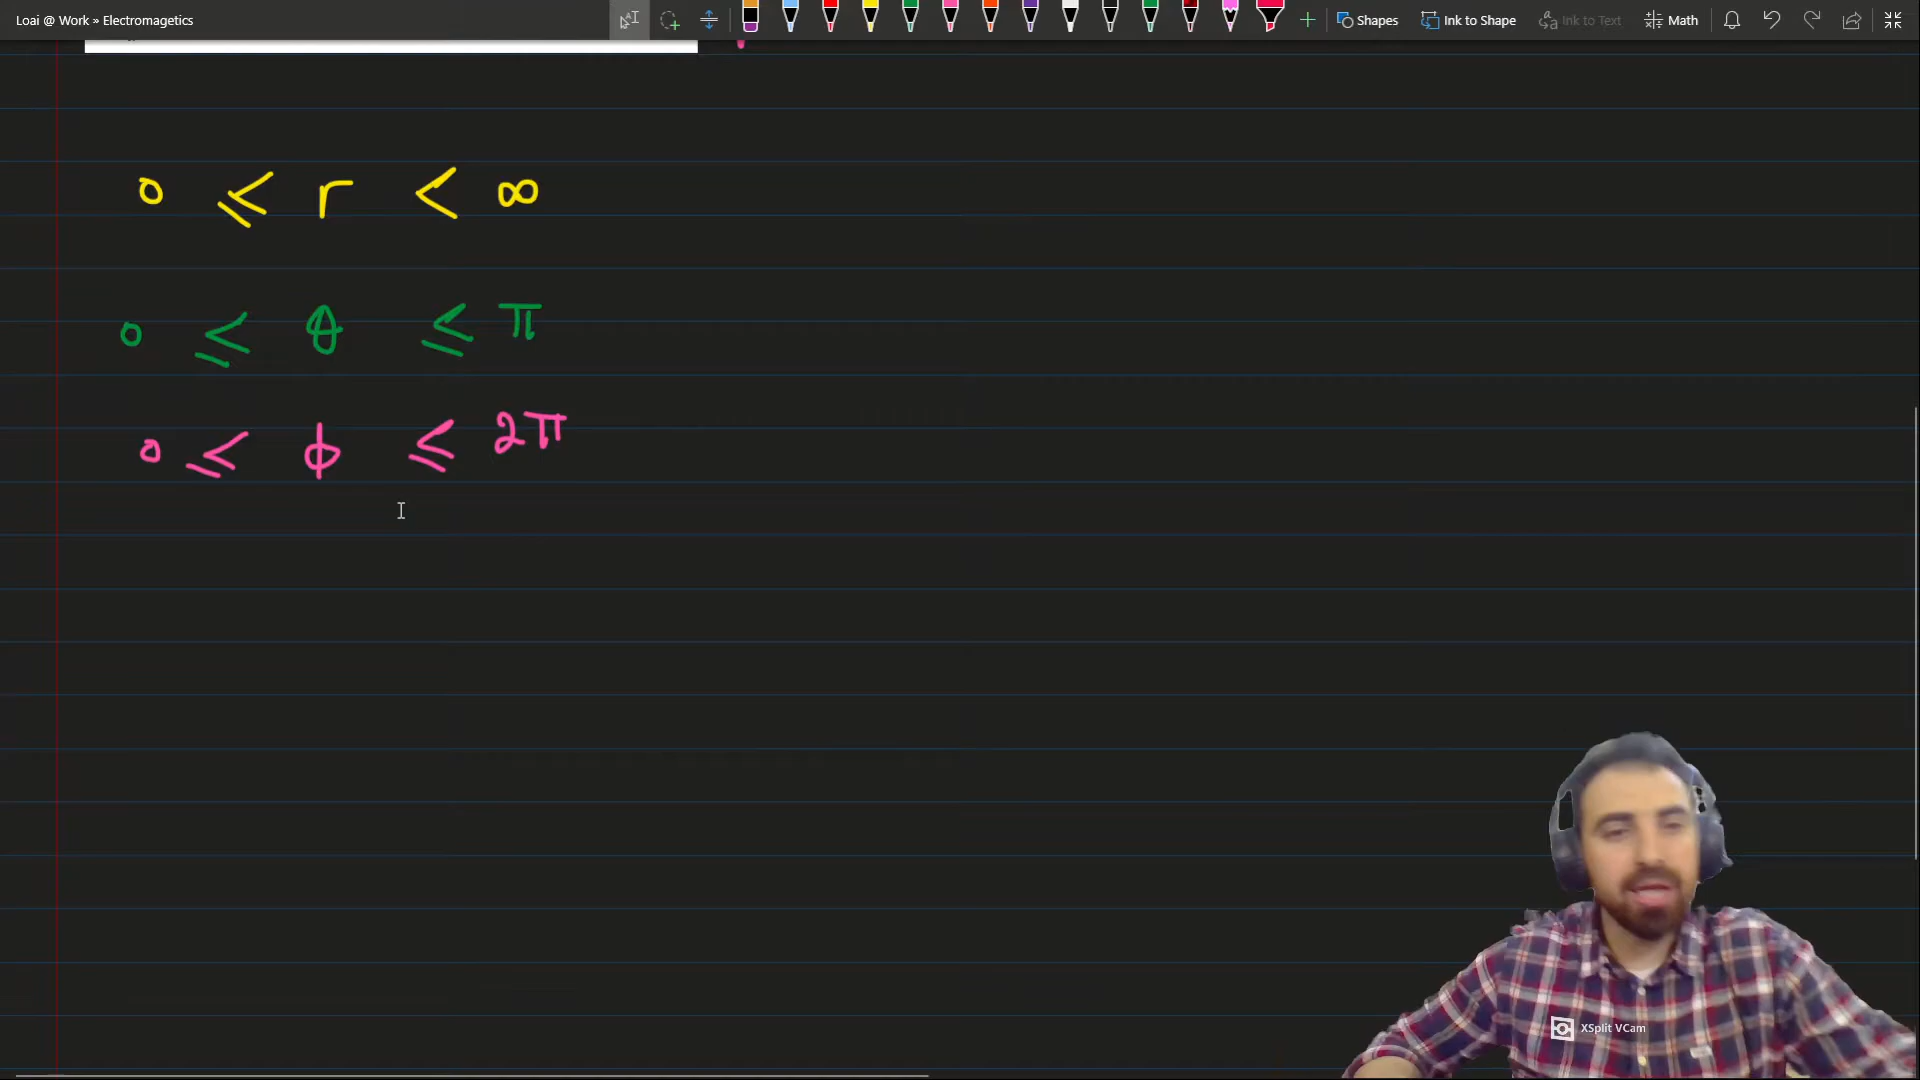 Loai @ Work » Electromagetics
Shapes Ink to Shape Ink to Text Math
0 ≤ r < ∞
0 ≤ θ ≤ π
0 ≤ ϕ ≤ 2π
XSplit VCam